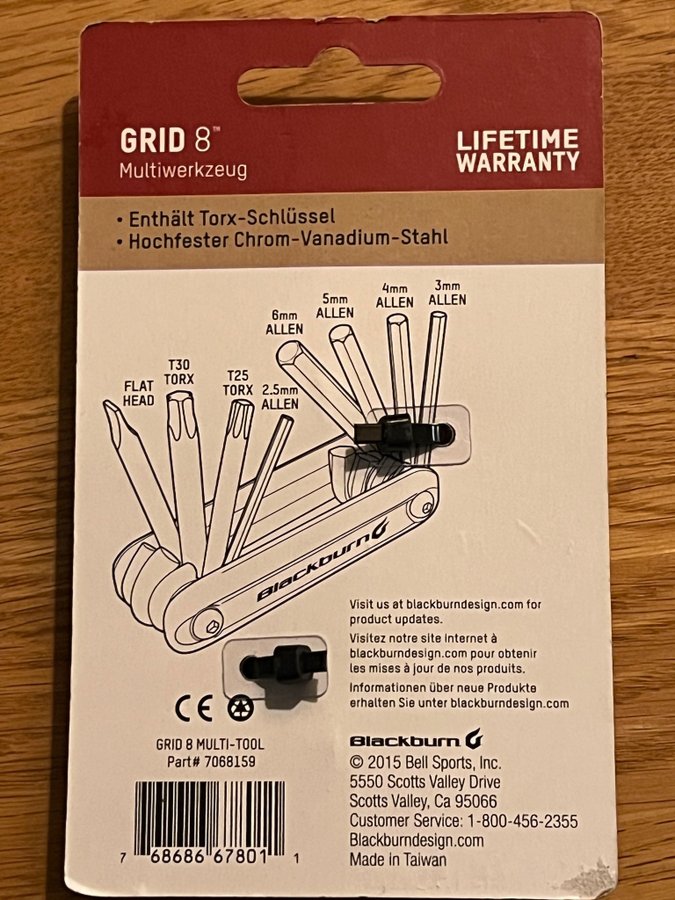 GRID 8™
Multiwerkzeug
LIFETIME
WARRANTY
• Enthält Torx-Schlüssel
• Hochfester Chrom-Vanadium-Stahl
FLAT
HEAD
T30
TORX
T25
TORX
2.5mm
ALLEN
6mm
ALLEN
5mm
ALLEN
4mm
ALLEN
3mm
ALLEN
Blackburn
Visit us at blackburndesign.com for
product updates.
Visitez notre site internet à
blackburndesign.com pour obtenir
les mises à jour de nos produits.
Informationen über neue Produkte
erhalten Sie unter blackburndesign.com
CE
GRID 8 MULTI-TOOL
Part# 7068159
7 68686 67801 1
Blackburn
© 2015 Bell Sports, Inc.
5550 Scotts Valley Drive
Scotts Valley, Ca 95066
Customer Service: 1-800-456-2355
Blackburndesign.com
Made in Taiwan